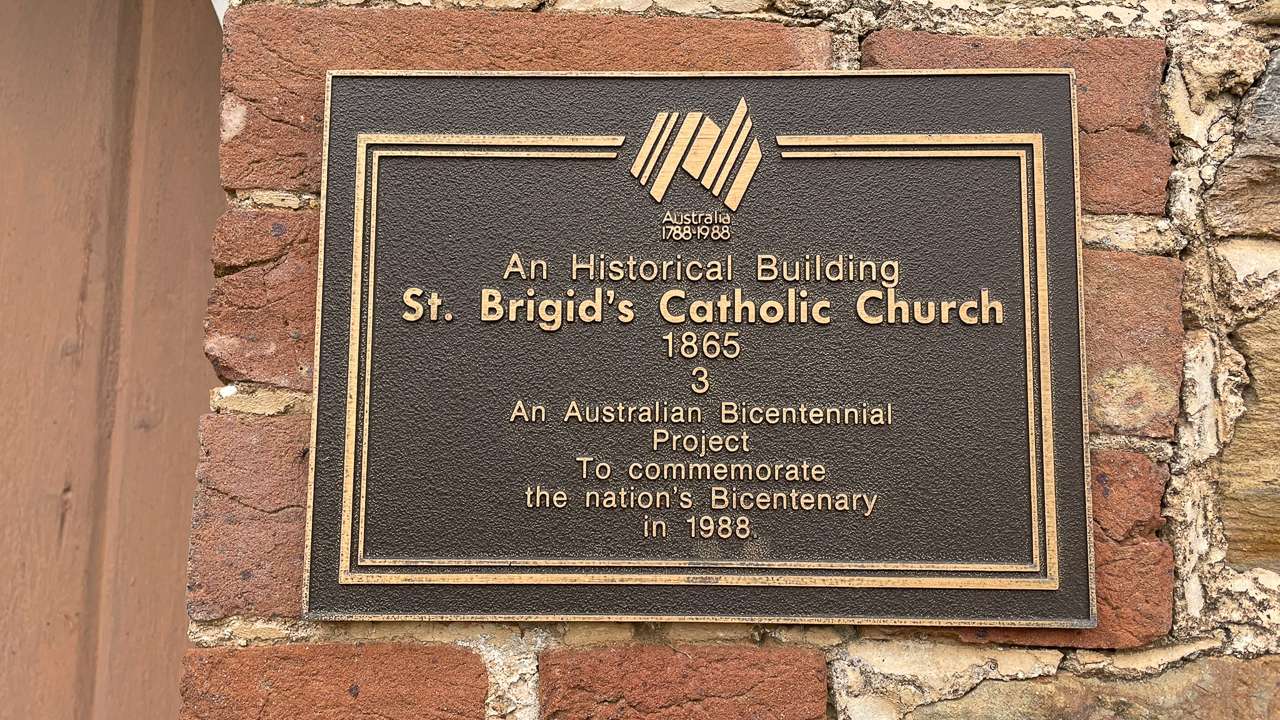 Australia
1788-1988
An Historical Building
St. Brigid's Catholic Church
1865
3
An Australian Bicentennial
Project
To commemorate
the nation's Bicentenary
in 1988.